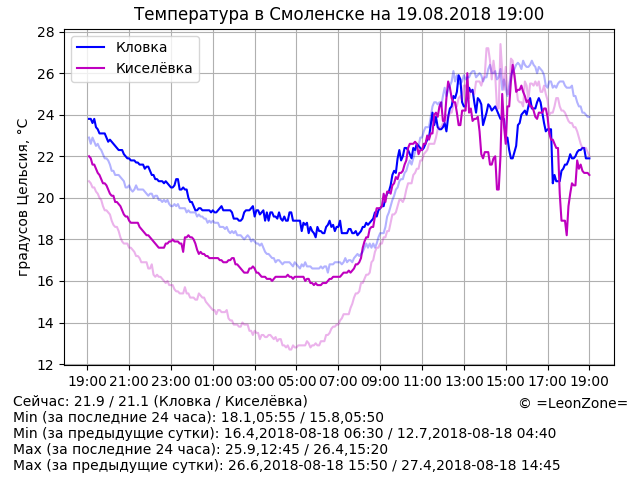 Температура в Смоленске на 19.08.2018 19:00
Кловка
Киселёвка
градусов Цельсия, °C
28
26
24
22
20
18
16
14
12
19:00 21:00 23:00 01:00 03:00 05:00 07:00 09:00 11:00 13:00 15:00 17:00 19:00
Сейчас: 21.9 / 21.1 (Кловка / Киселёвка)
© =LeonZone=
Min (за последние 24 часа): 18.1,05:55 / 15.8,05:50
Min (за предыдущие сутки): 16.4,2018-08-18 06:30 / 12.7,2018-08-18 04:40
Max (за последние 24 часа): 25.9,12:45 / 26.4,15:20
Max (за предыдущие сутки): 26.6,2018-08-18 15:50 / 27.4,2018-08-18 14:45